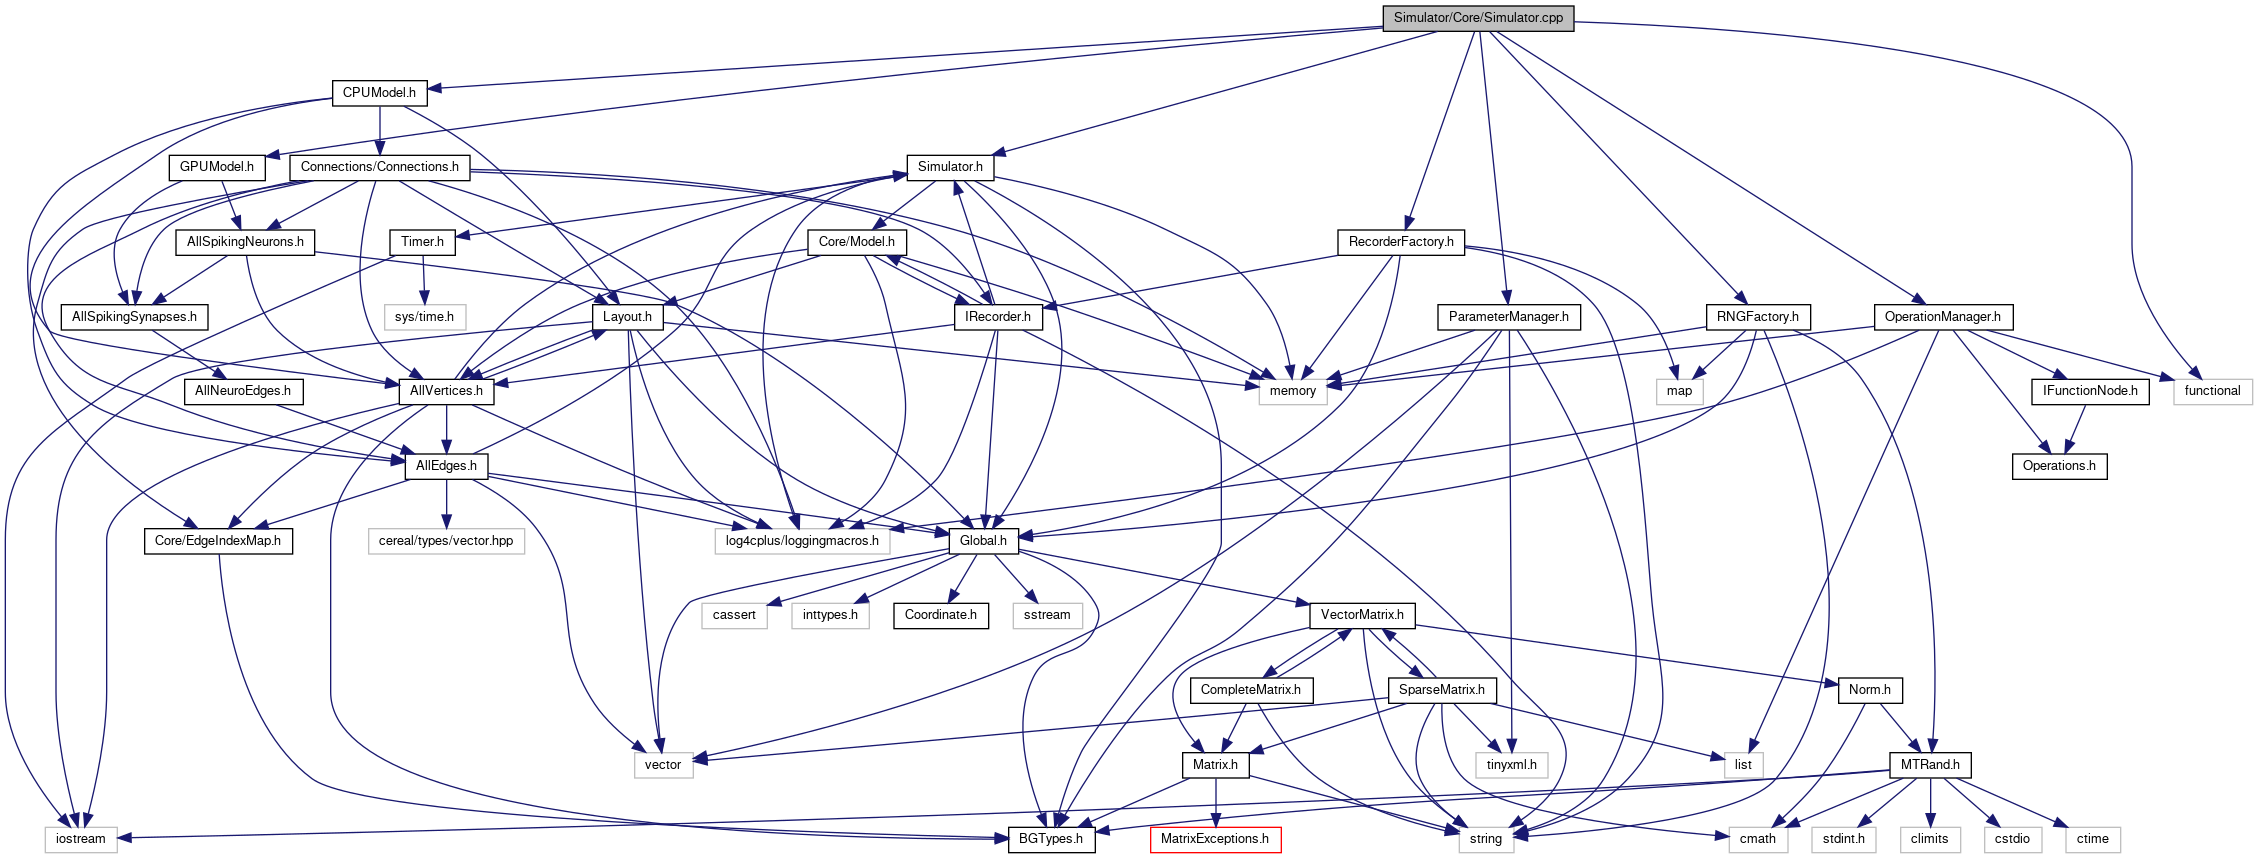 Simulator/Core/Simulator.cpp
CPUModel.h
GPUModel.h
Connections/Connections.h
Simulator.h
AllSpikingNeurons.h
Timer.h
Core/Model.h
RecorderFactory.h
AllSpikingSynapses.h
sys/time.h
Layout.h
IRecorder.h
ParameterManager.h
RNGFactory.h
OperationManager.h
AllNeuroEdges.h
AllVertices.h
memory
map
IFunctionNode.h
functional
AllEdges.h
Operations.h
Core/EdgeIndexMap.h
cereal/types/vector.hpp
log4cplus/loggingmacros.h
Global.h
cassert
inttypes.h
Coordinate.h
sstream
VectorMatrix.h
CompleteMatrix.h
SparseMatrix.h
Norm.h
vector
Matrix.h
tinyxml.h
list
MTRand.h
iostream
BGTypes.h
MatrixExceptions.h
string
cmath
stdint.h
climits
cstdio
ctime